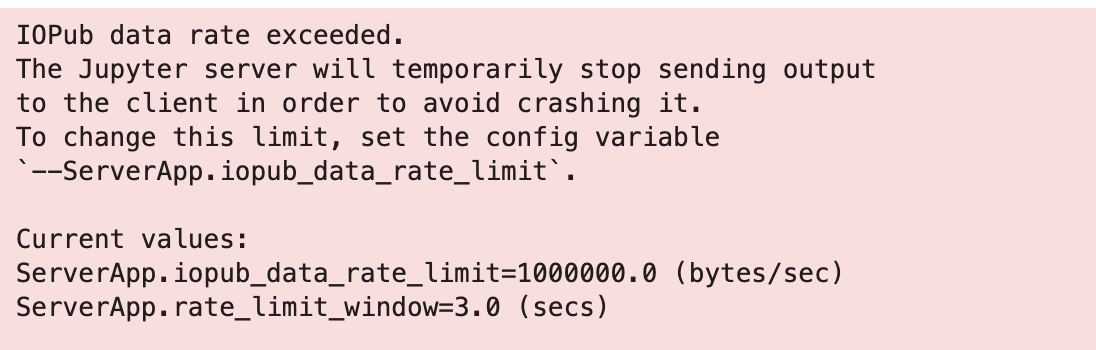 IOPub data rate exceeded.
The Jupyter server will temporarily stop sending output
to the client in order to avoid crashing it.
To change this limit, set the config variable
`--ServerApp.iopub_data_rate_limit`.

Current values:
ServerApp.iopub_data_rate_limit=1000000.0 (bytes/sec)
ServerApp.rate_limit_window=3.0 (secs)